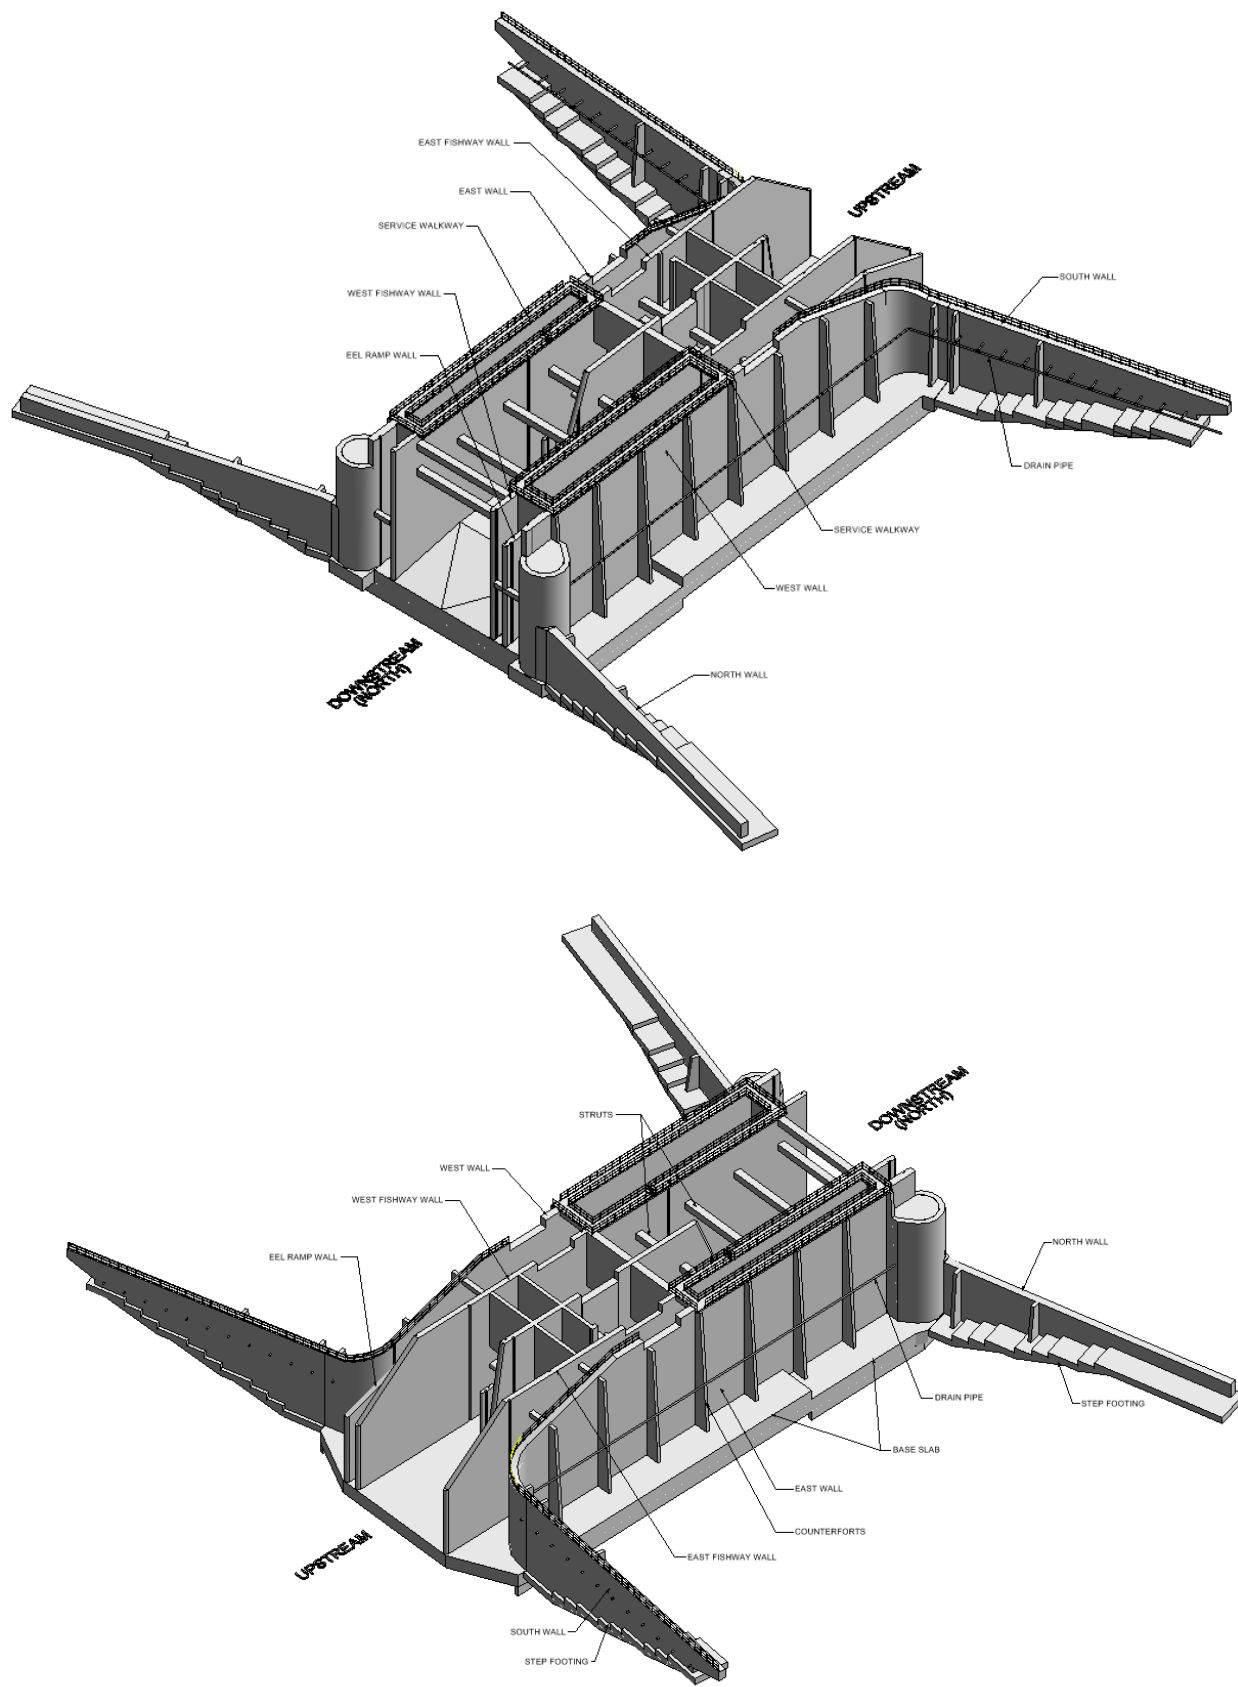 EAST FISHWAY WALL
UPSTREAM
EAST WALL
SERVICE WALKWAY
SOUTH WALL
WEST FISHWAY WALL
EEL RAMP WALL
DRAIN PIPE
SERVICE WALKWAY
WEST WALL
DOWNSTREAM
(NORTH)
NORTH WALL
DOWNSTREAM
(NORTH)
STRUTS
WEST WALL
WEST FISHWAY WALL
EEL RAMP WALL
NORTH WALL
DRAIN PIPE
STEP FOOTING
BASE SLAB
EAST WALL
COUNTERFORTS
EAST FISHWAY WALL
UPSTREAM
SOUTH WALL
STEP FOOTING